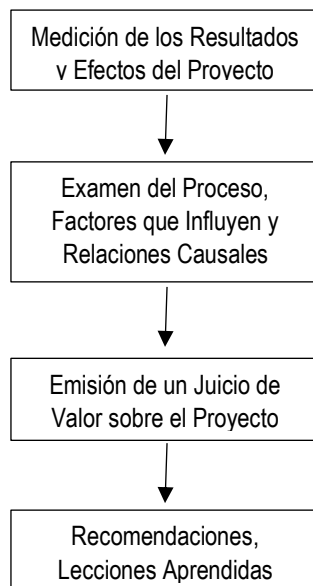 Medición de los Resultados
y Efectos del Proyecto
Examen del Proceso,
Factores que Influyen y
Relaciones Causales
Emisión de un Juicio de
Valor sobre el Proyecto
Recomendaciones,
Lecciones Aprendidas